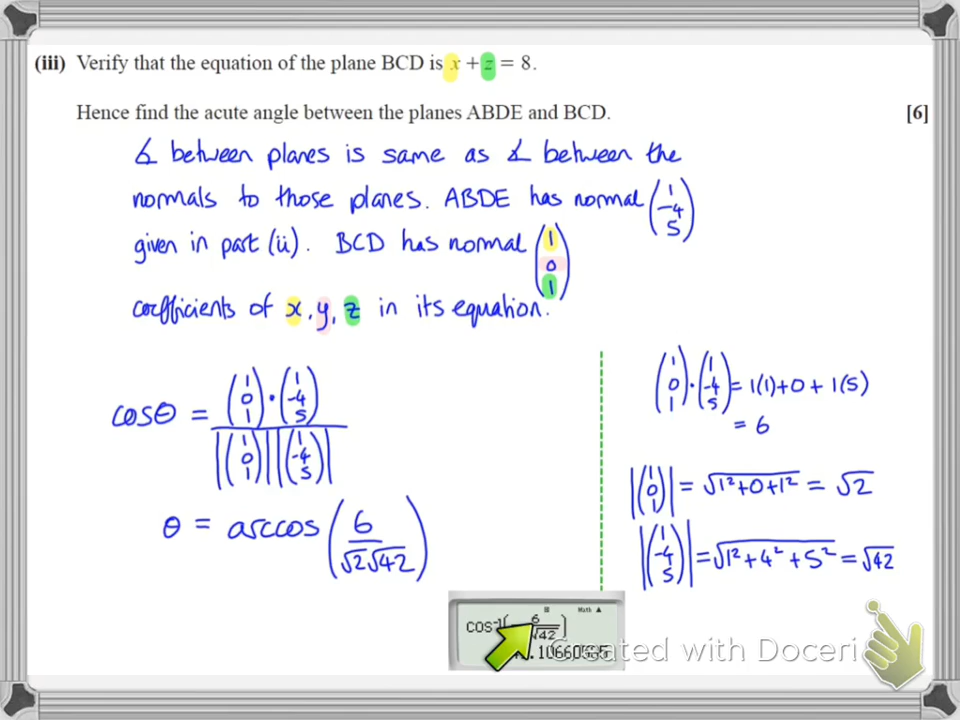 (iii) Verify that the equation of the plane BCD is x + z = 8.
Hence find the acute angle between the planes ABDE and BCD. [6]
∡ between planes is same as ∡ between the
normals to those planes. ABDE has normal (1 -4 5)
given in part (ii). BCD has normal (1 0 1)
coefficients of x, y, z in its equation.
cosθ = (1 0 1)·(1 -4 5) / |(1 0 1)| |(1 -4 5)|
θ = arccos (6 / √2√42)
(1 0 1)·(1 -4 5) = 1(1)+0+1(5)
= 6
|(1 0 1)| = √1²+0+1² = √2
|(1 -4 5)| = √1²+4²+5² = √42
Math ▲
cos⁻¹(
.10660535
Created with Doceri